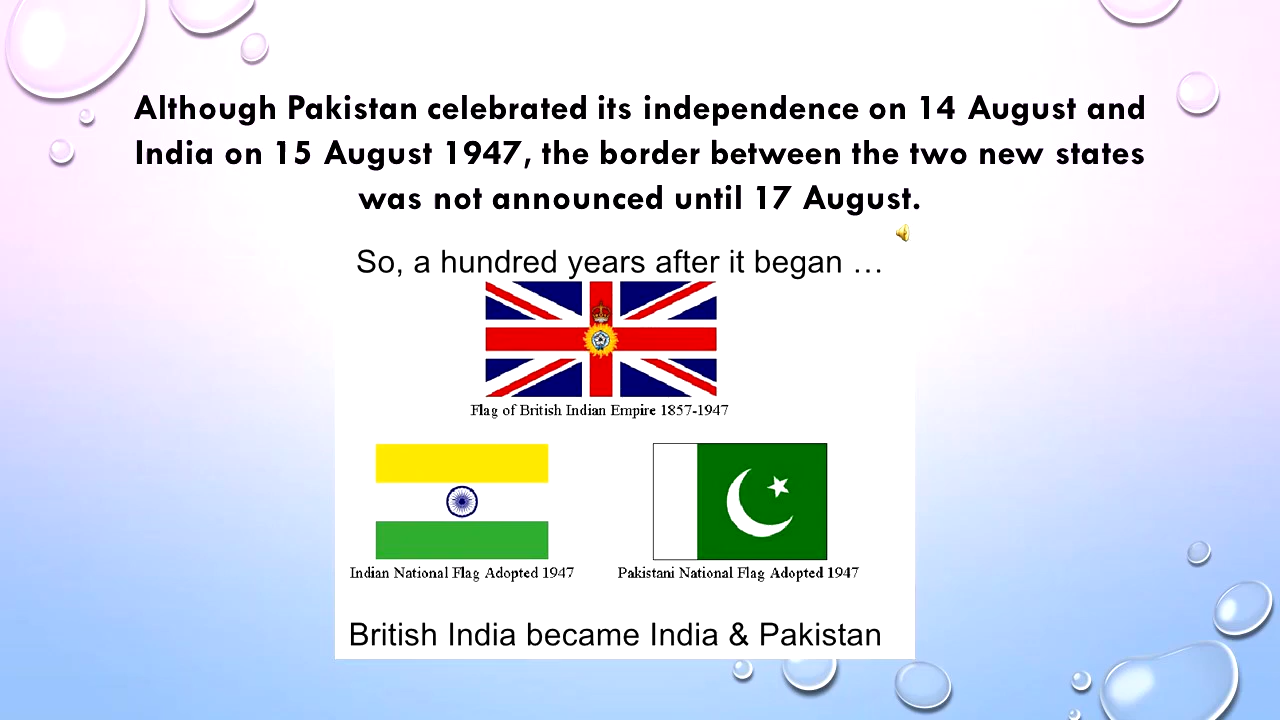 Although Pakistan celebrated its independence on 14 August and
India on 15 August 1947, the border between the two new states
was not announced until 17 August.
So, a hundred years after it began …
Flag of British Indian Empire 1857-1947
Indian National Flag Adopted 1947
Pakistani National Flag Adopted 1947
British India became India & Pakistan